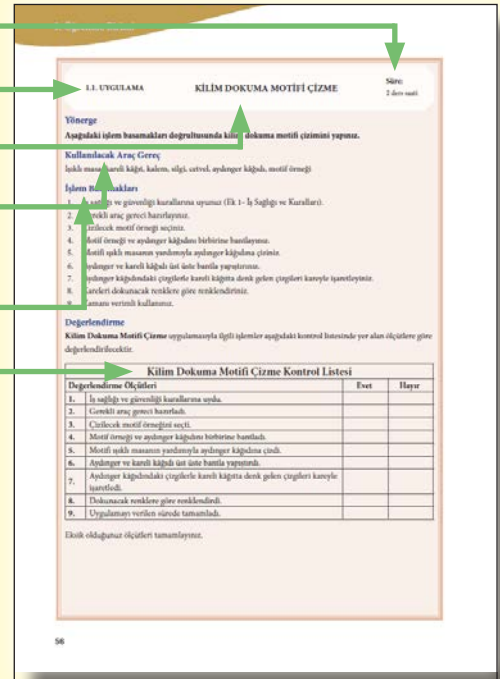 1.1. UYGULAMA
KİLİM DOKUMA MOTİFİ ÇİZME
Süre:
2 ders saati
Yönerge
Aşağıdaki işlem basamakları doğrultusunda kilim dokuma motifi çizimini yapınız.
Kullanılacak Araç Gereç
Işıklı masa, kareli kâğıt, kalem, silgi, cetvel, aydınger kâğıdı, motif örneği
İşlem Basamakları
1. İş sağlığı ve güvenliği kurallarına uyunuz (Ek 1- İş Sağlığı ve Kuralları).
2. Gerekli araç gereci hazırlayınız.
3. Çizilecek motif örneği seçiniz.
4. Motif örneği ve aydınger kâğıdını birbirine bantlayınız.
5. Motifi ışıklı masanın yardımıyla aydınger kâğıdına çiziniz.
6. Aydınger ve kareli kâğıdı üst üste bantla yapıştırınız.
7. Aydınger kâğıdındaki çizgilerle kareli kâğıtta denk gelen çizgileri kareyle işaretleyiniz.
8. Kareleri dokunacak renklere göre renklendiriniz.
9. Zamanı verimli kullanınız.
Değerlendirme
Kilim Dokuma Motifi Çizme uygulamasıyla ilgili işlemler aşağıdaki kontrol listesinde yer alan ölçütlere göre
değerlendirilecektir.
Kilim Dokuma Motifi Çizme Kontrol Listesi
Değerlendirme Ölçütleri Evet Hayır
1. İş sağlığı ve güvenliği kurallarına uydu.
2. Gerekli araç gereci hazırladı.
3. Çizilecek motif örneğini seçti.
4. Motif örneği ve aydınger kâğıdını birbirine bantladı.
5. Motifi ışıklı masanın yardımıyla aydınger kâğıdına çizdi.
6. Aydınger ve kareli kâğıdı üst üste bantla yapıştırdı.
7. Aydınger kâğıdındaki çizgilerle kareli kâğıtta denk gelen çizgileri kareyle
işaretledi.
8. Dokunacak renklere göre renklendirdi.
9. Uygulamayı verilen sürede tamamladı.
Eksik olduğunuz ölçütleri tamamlayınız.
56